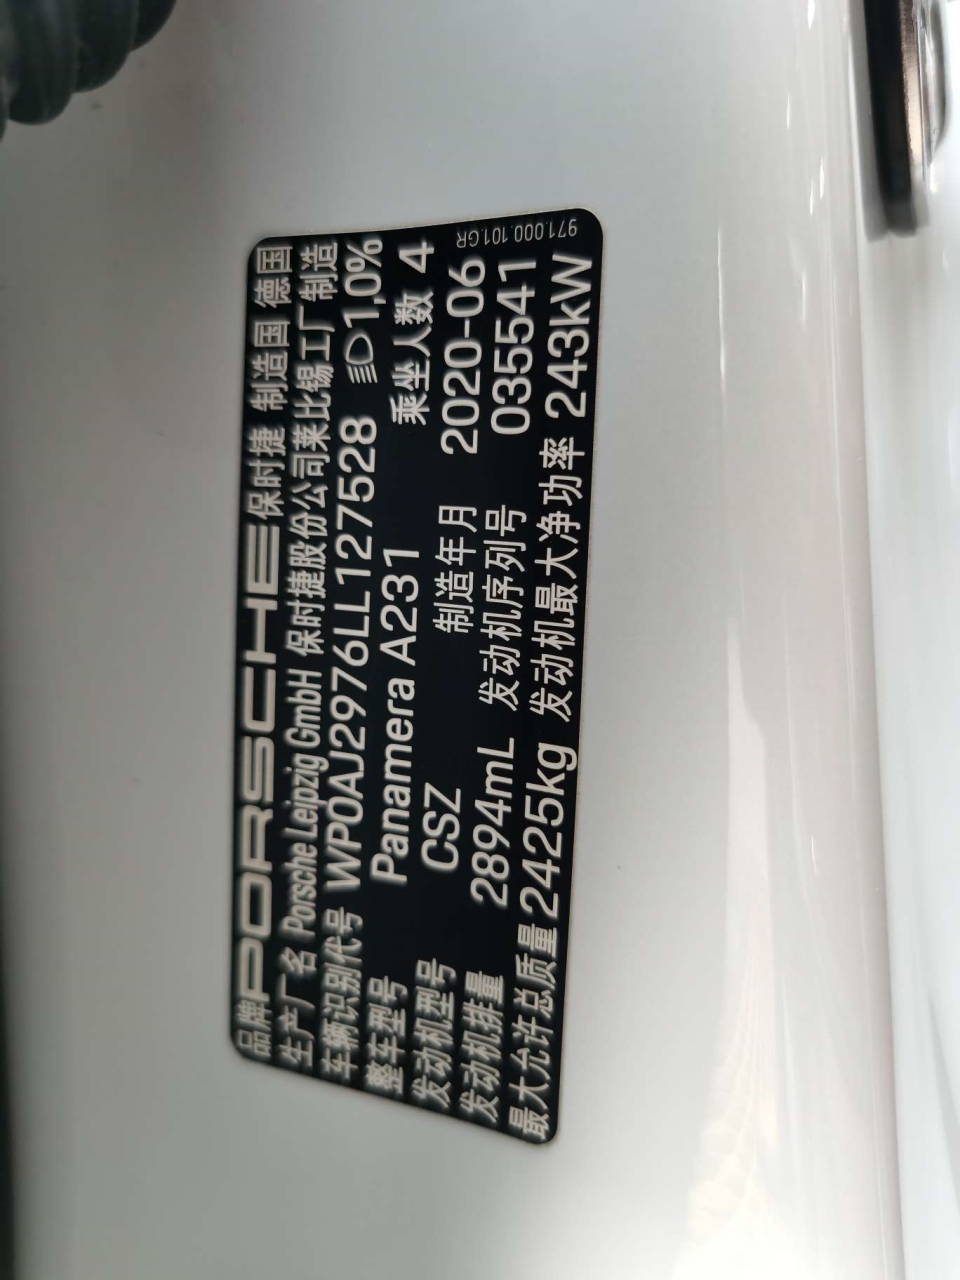 品牌 PORSCHE 保时捷 制造国 德国
生产厂名 Porsche Leipzig GmbH 保时捷股份公司莱比锡工厂制造
车辆识别代号 WP0AJ2976LL127528 1,0%
整车型号 Panamera A231 乘坐人数 4
发动机型号 CSZ 制造年月 2020-06
发动机排量 2894mL 发动机序列号 035541
最大允许总质量 2425kg 发动机最大净功率 243kW
971.000.101.GR